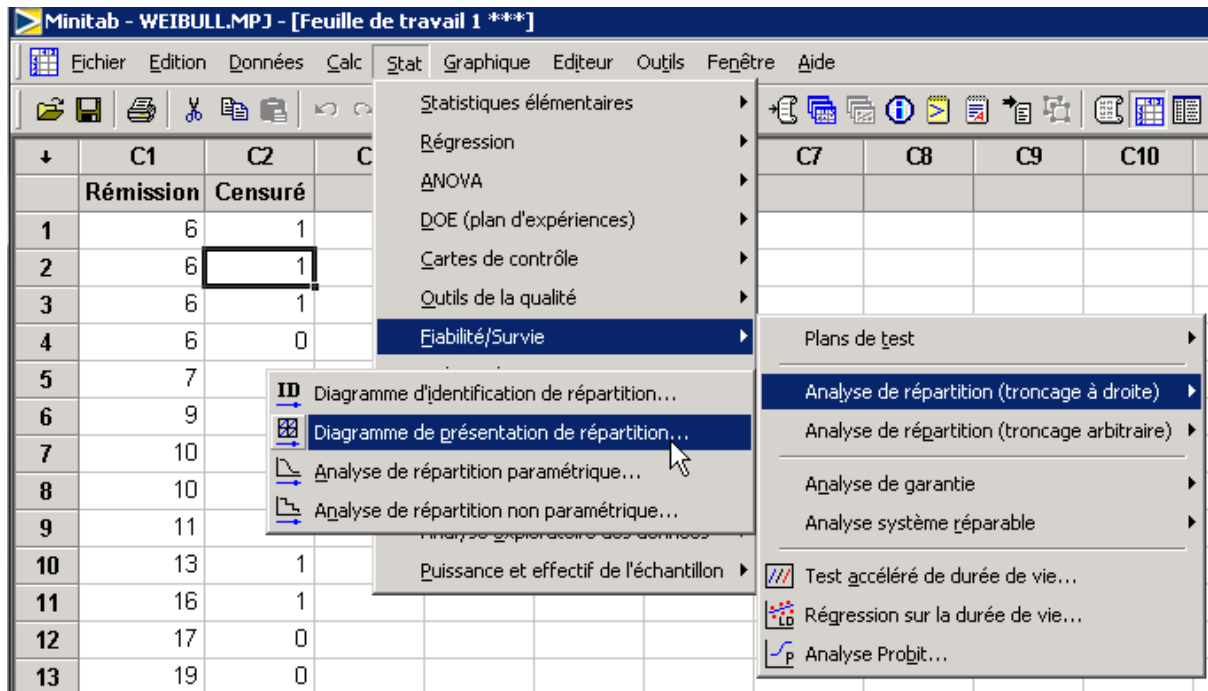 Minitab - WEIBULL.MPJ - [Feuille de travail 1 ***]
Fichier Edition Données Calc Stat Graphique Editeur Outils Fenêtre Aide
C1 C2 C C7 C8 C9 C10
Rémission Censuré
1 6 1
2 6 1
3 6 1
4 6 0
5 7
6 9
7 10
8 10
9 11
10 13 1
11 16 1
12 17 0
13 19 0
Statistiques élémentaires
Régression
ANOVA
DOE (plan d'expériences)
Cartes de contrôle
Outils de la qualité
Fiabilité/Survie
Puissance et effectif de l'échantillon
Plans de test
Analyse de répartition (troncage à droite)
Analyse de répartition (troncage arbitraire)
Analyse de garantie
Analyse système réparable
Test accéléré de durée de vie...
Régression sur la durée de vie...
Analyse Probit...
ID Diagramme d'identification de répartition...
Diagramme de présentation de répartition...
Analyse de répartition paramétrique...
Analyse de répartition non paramétrique...